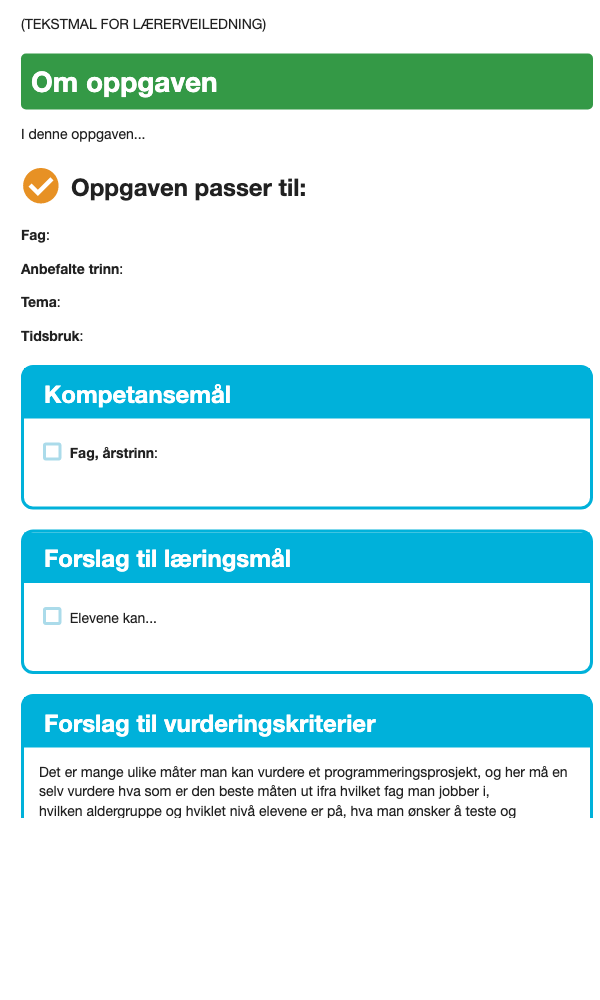 (TEKSTMAL FOR LÆRERVEILEDNING)
Om oppgaven
I denne oppgaven...
Oppgaven passer til:
Fag:
Anbefalte trinn:
Tema:
Tidsbruk:
Kompetansemål
Fag, årstrinn:
Forslag til læringsmål
Elevene kan...
Forslag til vurderingskriterier
Det er mange ulike måter man kan vurdere et programmeringsprosjekt, og her må en
selv vurdere hva som er den beste måten ut ifra hvilket fag man jobber i,
hvilken aldergruppe og hviklet nivå elevene er på, hva man ønsker å teste og